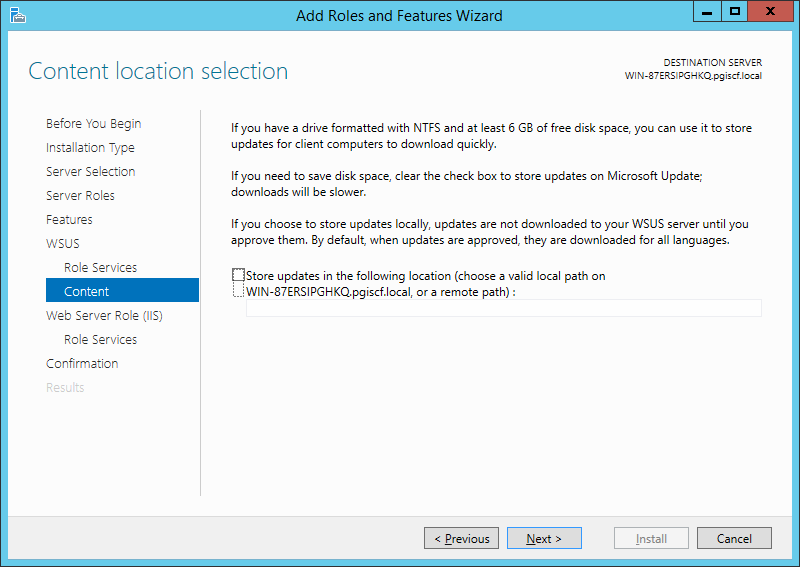 Add Roles and Features Wizard
Content location selection
DESTINATION SERVER
WIN-87ERSIPGHKQ.pgiscf.local
Before You Begin
Installation Type
Server Selection
Server Roles
Features
WSUS
Role Services
Content
Web Server Role (IIS)
Role Services
Confirmation
Results
If you have a drive formatted with NTFS and at least 6 GB of free disk space, you can use it to store
updates for client computers to download quickly.
If you need to save disk space, clear the check box to store updates on Microsoft Update;
downloads will be slower.
If you choose to store updates locally, updates are not downloaded to your WSUS server until you
approve them. By default, when updates are approved, they are downloaded for all languages.
Store updates in the following location (choose a valid local path on
WIN-87ERSIPGHKQ.pgiscf.local, or a remote path) :
< Previous
Next >
Install
Cancel